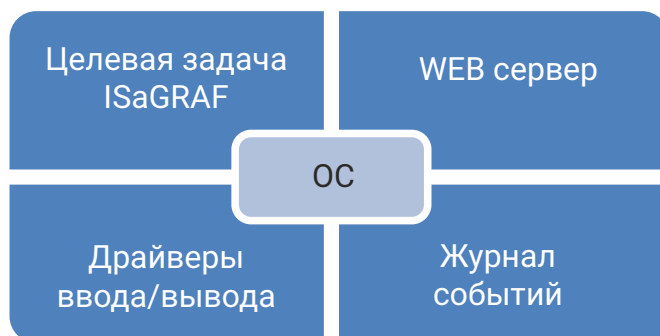 Целевая задача
ISaGRAF
WEB сервер
ОС
Драйверы
ввода/вывода
Журнал
событий